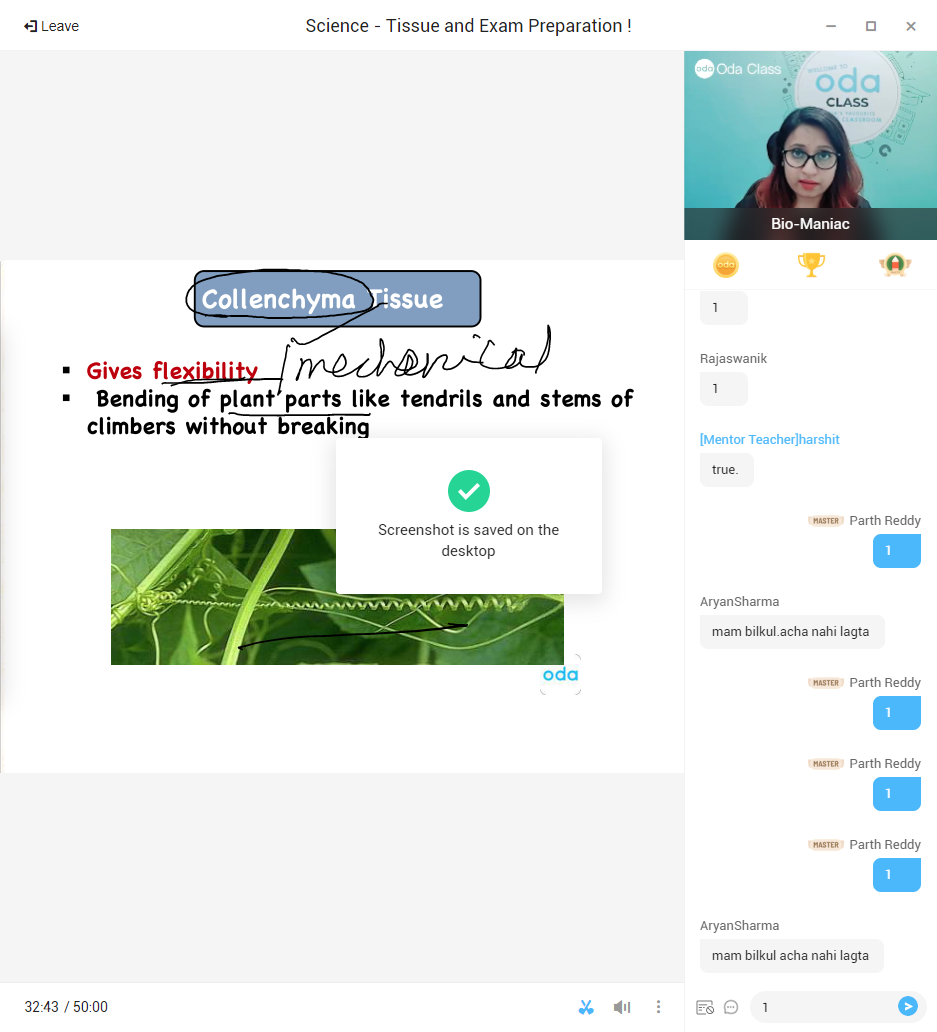 Leave
Science - Tissue and Exam Preparation !
Collenchyma Tissue
mechanical
▪ Gives flexibility
▪ Bending of plant parts like tendrils and stems of
climbers without breaking
Screenshot is saved on the
desktop
oda
32:43 / 50:00
oda Oda Class
WELCOME TO
oda
CLASS
CLASSROOM
Bio-Maniac
oda
1
Rajaswanik
1
[Mentor Teacher]harshit
true.
MASTER Parth Reddy
1
AryanSharma
mam bilkul.acha nahi lagta
MASTER Parth Reddy
1
MASTER Parth Reddy
1
MASTER Parth Reddy
1
AryanSharma
mam bilkul acha nahi lagta
1